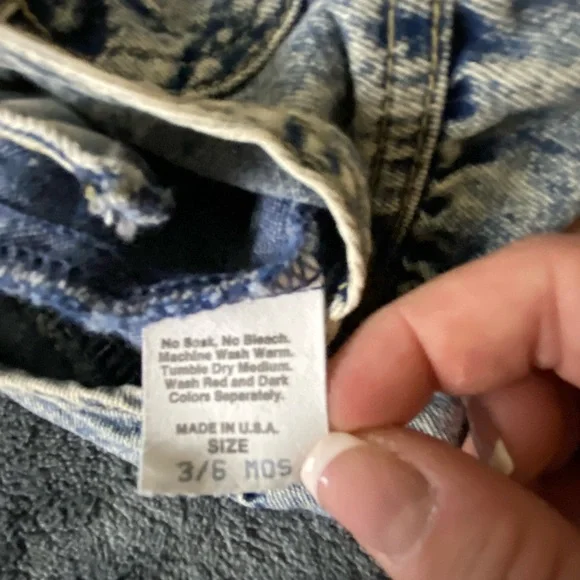 No Soak, No Bleach.
Machine Wash Warm.
Tumble Dry Medium.
Wash Red and Dark
Colors Separately.
MADE IN U.S.A.
SIZE
3/6 MOS